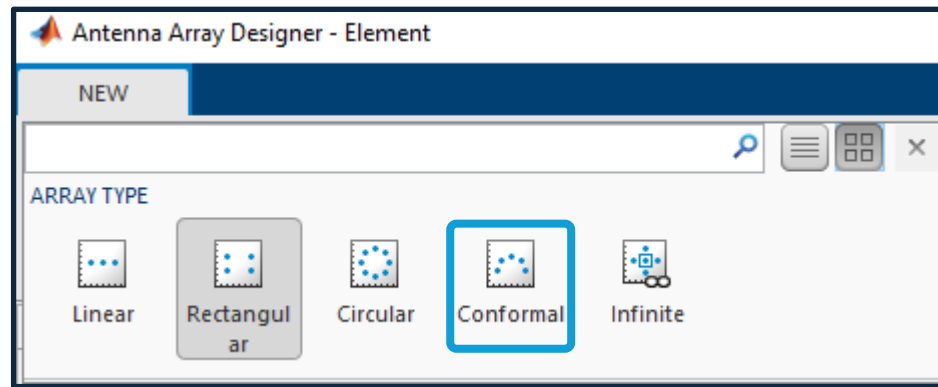 Antenna Array Designer - Element
NEW
ARRAY TYPE
Linear
Rectangul
ar
Circular
Conformal
Infinite